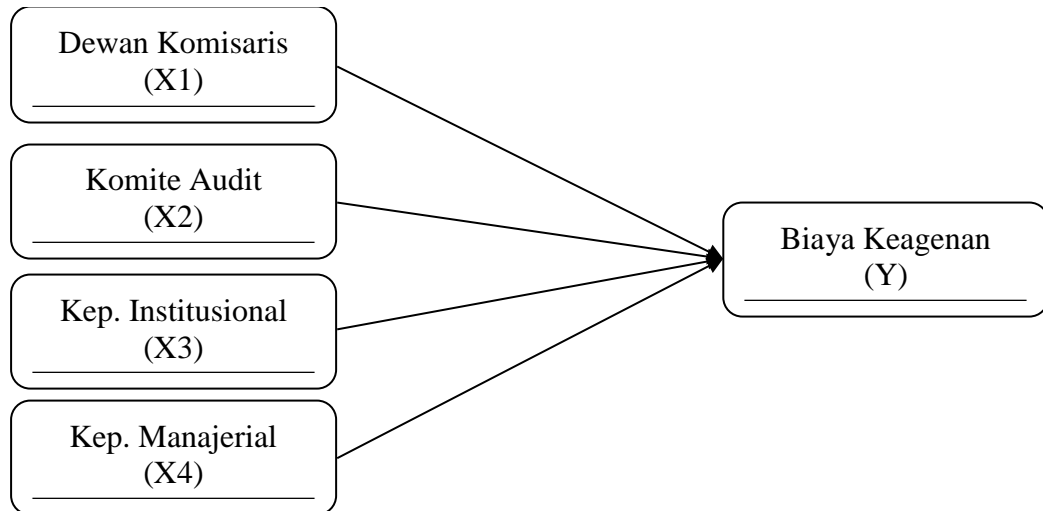 Dewan Komisaris
(X1)
Komite Audit
(X2)
Kep. Institusional
(X3)
Kep. Manajerial
(X4)
Biaya Keagenan
(Y)